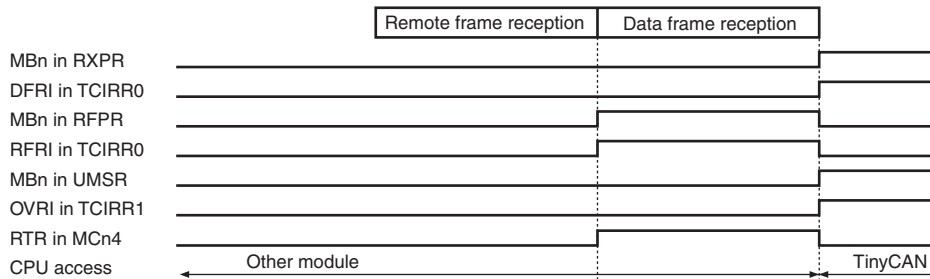 Remote frame reception Data frame reception
MBn in RXPR
DFRI in TCIRR0
MBn in RFPR
RFRI in TCIRR0
MBn in UMSR
OVRI in TCIRR1
RTR in MCn4
CPU access Other module TinyCAN